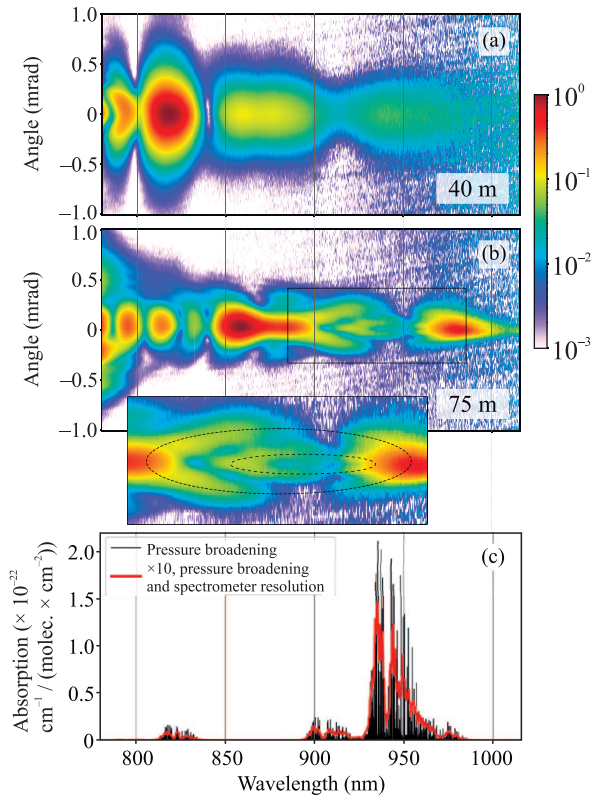 1.0
0.5
0
−0.5
−1.0
Angle (mrad)
(a)
40 m
10⁰
10⁻¹
10⁻²
10⁻³
1.0
0.5
0
−0.5
−1.0
Angle (mrad)
(b)
75 m
2.0
1.5
1.0
0.5
0
Absorption (× 10⁻²²
cm⁻¹ / (molec. × cm⁻²))
Pressure broadening
×10, pressure broadening
and spectrometer resolution
(c)
800 850 900 950 1000
Wavelength (nm)